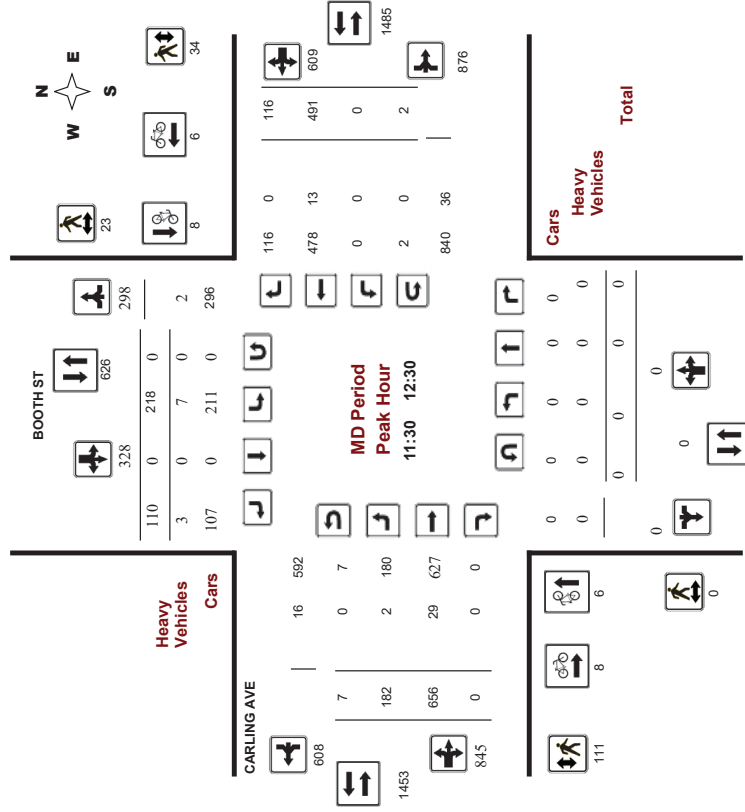 N
E
W
S
34
6
23
8
BOOTH ST
626
298
328
1485
609
876
110 0 218 0
3 0 7 0 2
107 0 211 0 296
Heavy
Vehicles
Cars
116 0 116
478 13 491
0 0 0
2 0 2
840 36
MD Period
Peak Hour
11:30 12:30
CARLING AVE
608
1453
845
16 592
7 0 7
182 2 180
656 29 627
0 0 0
Cars
Heavy
Vehicles
Total
0 0 0 0 0
0 0 0 0 0
0 0 0 0
0
0
0
111
8
6
0